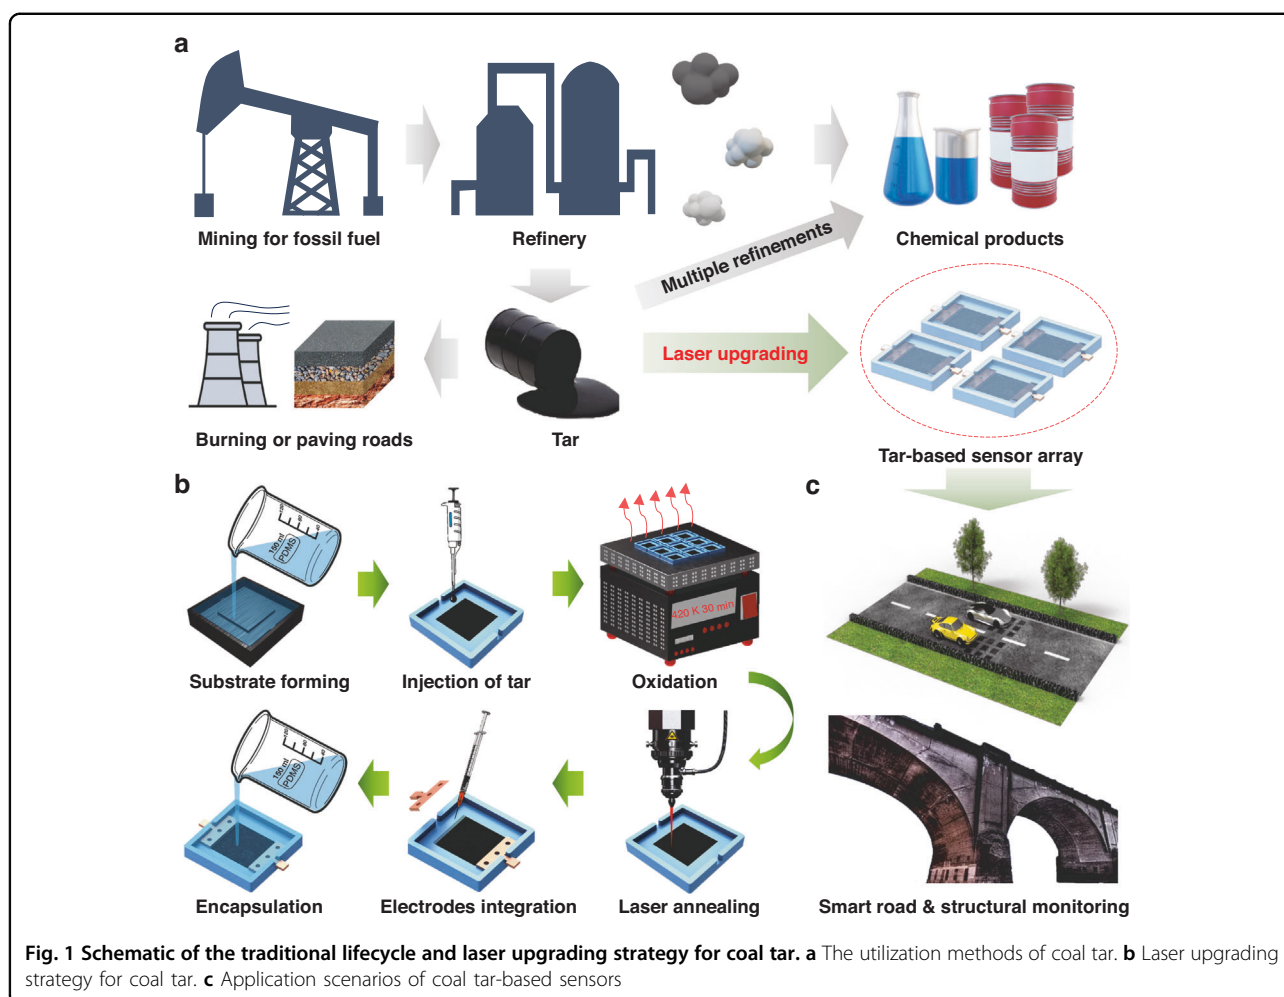 a
Mining for fossil fuel
Refinery
Multiple refinements
Chemical products
Laser upgrading
Burning or paving roads
Tar
Tar-based sensor array
b
150 ml
PDMS
420 K 30 min
Substrate forming
Injection of tar
Oxidation
150 ml
PDMS
Encapsulation
Electrodes integration
Laser annealing
c
Smart road & structural monitoring
Fig. 1 Schematic of the traditional lifecycle and laser upgrading strategy for coal tar. a The utilization methods of coal tar. b Laser upgrading
strategy for coal tar. c Application scenarios of coal tar-based sensors